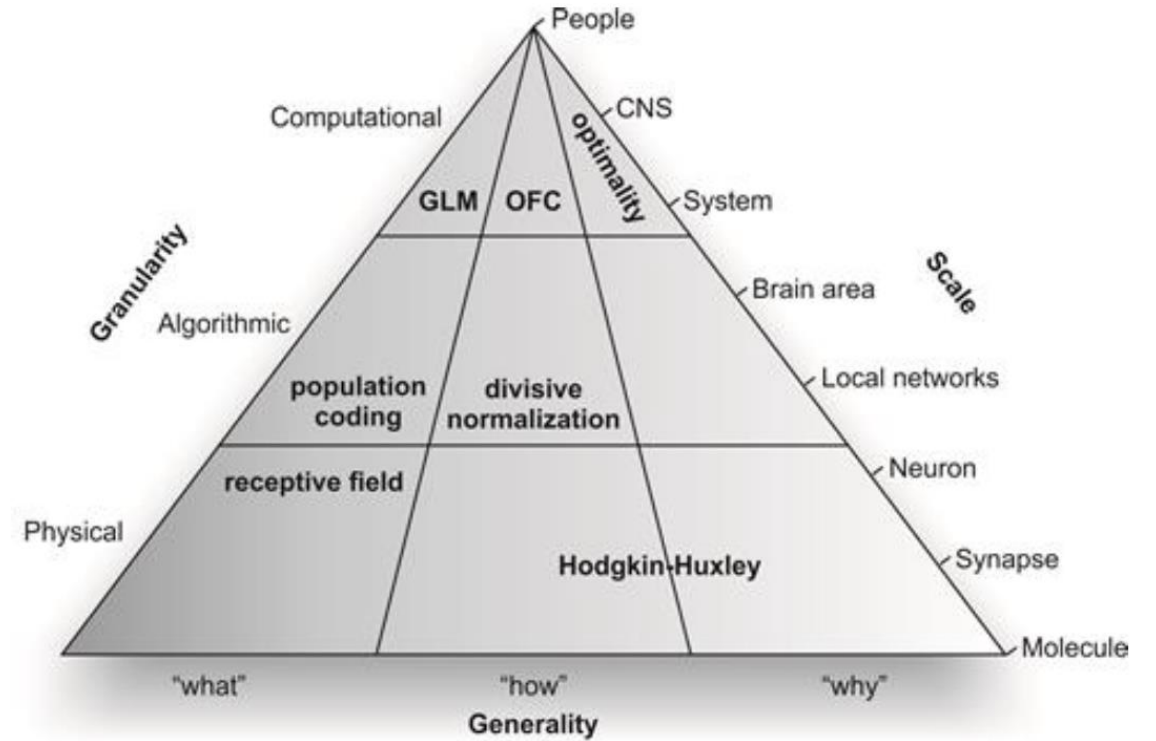 People
CNS
Computational
optimality
GLM
OFC
System
Granularity
Scale
Brain area
Algorithmic
Local networks
population
coding
divisive
normalization
receptive field
Neuron
Physical
Hodgkin-Huxley
Synapse
Molecule
“what”
“how”
“why”
Generality